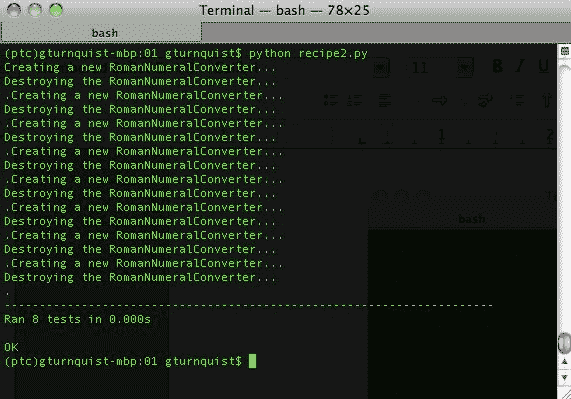 Terminal — bash — 78×25
bash
(ptc)gturnquist-mbp:01 gturnquist$ python recipe2.py
Creating a new RomanNumeralConverter...
Destroying the RomanNumeralConverter...
.Creating a new RomanNumeralConverter...
Destroying the RomanNumeralConverter...
.Creating a new RomanNumeralConverter...
Destroying the RomanNumeralConverter...
.Creating a new RomanNumeralConverter...
Destroying the RomanNumeralConverter...
.Creating a new RomanNumeralConverter...
Destroying the RomanNumeralConverter...
.Creating a new RomanNumeralConverter...
Destroying the RomanNumeralConverter...
.Creating a new RomanNumeralConverter...
Destroying the RomanNumeralConverter...
.Creating a new RomanNumeralConverter...
Destroying the RomanNumeralConverter...
.
----------------------------------------------------------------------
Ran 8 tests in 0.000s
OK
(ptc)gturnquist-mbp:01 gturnquist$
11
B I U
bash